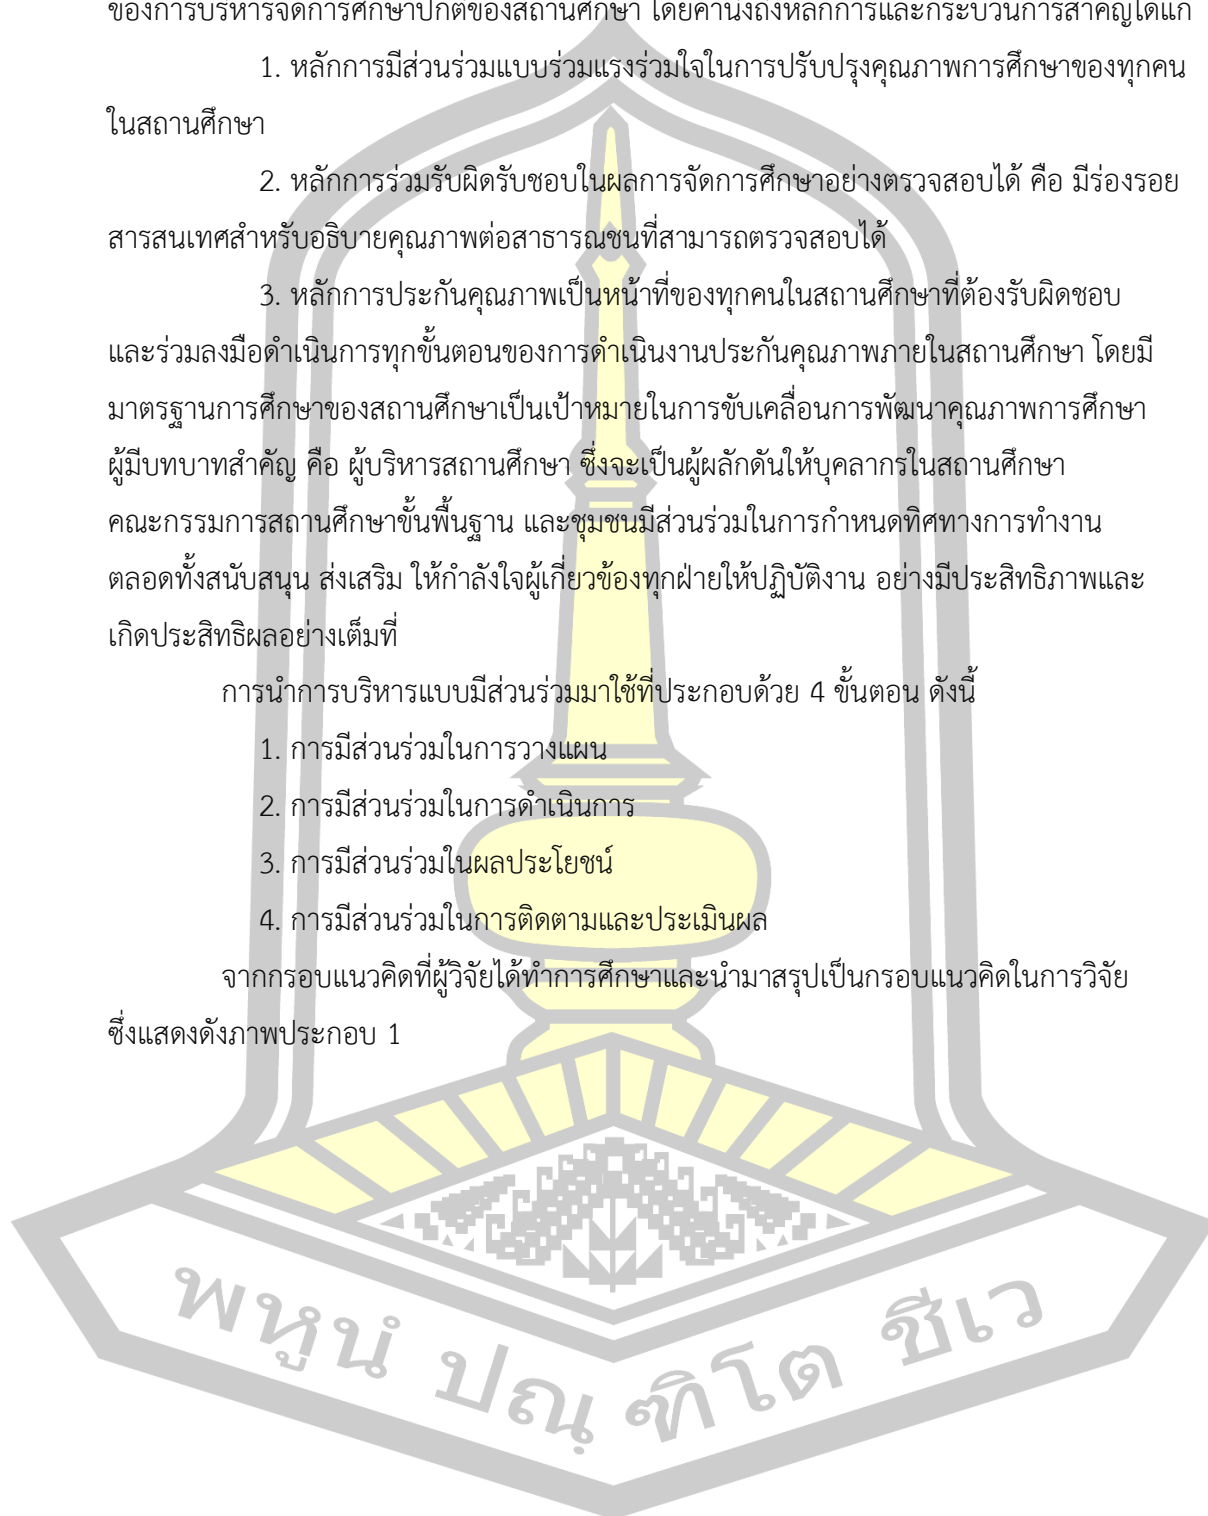 ของการบริหารจัดการศึกษาปกติของสถานศึกษา โดยคำนึงถึงหลักการและกระบวนการสำคัญได้แก่
1. หลักการมีส่วนร่วมแบบร่วมแรงร่วมใจในการปรับปรุงคุณภาพการศึกษาของทุกคน
ในสถานศึกษา
2. หลักการร่วมรับผิดรับชอบในผลการจัดการศึกษาอย่างตรวจสอบได้ คือ มีร่องรอย
สารสนเทศสำหรับอธิบายคุณภาพต่อสาธารณชนที่สามารถตรวจสอบได้
3. หลักการประกันคุณภาพเป็นหน้าที่ของทุกคนในสถานศึกษาที่ต้องรับผิดชอบ
และร่วมลงมือดำเนินการทุกขั้นตอนของการดำเนินงานประกันคุณภาพภายในสถานศึกษา โดยมี
มาตรฐานการศึกษาของสถานศึกษาเป็นเป้าหมายในการขับเคลื่อนการพัฒนาคุณภาพการศึกษา
ผู้มีบทบาทสำคัญ คือ ผู้บริหารสถานศึกษา ซึ่งจะเป็นผู้ผลักดันให้บุคลากรในสถานศึกษา
คณะกรรมการสถานศึกษาขั้นพื้นฐาน และชุมชนมีส่วนร่วมในการกำหนดทิศทางการทำงาน
ตลอดทั้งสนับสนุน ส่งเสริม ให้กำลังใจผู้เกี่ยวข้องทุกฝ่ายให้ปฏิบัติงาน อย่างมีประสิทธิภาพและ
เกิดประสิทธิผลอย่างเต็มที่
การนำการบริหารแบบมีส่วนร่วมมาใช้ที่ประกอบด้วย 4 ขั้นตอน ดังนี้
1. การมีส่วนร่วมในการวางแผน
2. การมีส่วนร่วมในการดำเนินการ
3. การมีส่วนร่วมในผลประโยชน์
4. การมีส่วนร่วมในการติดตามและประเมินผล
จากกรอบแนวคิดที่ผู้วิจัยได้ทำการศึกษาและนำมาสรุปเป็นกรอบแนวคิดในการวิจัย
ซึ่งแสดงดังภาพประกอบ 1
พหูนํ ปณฺฑิโต ชีเว